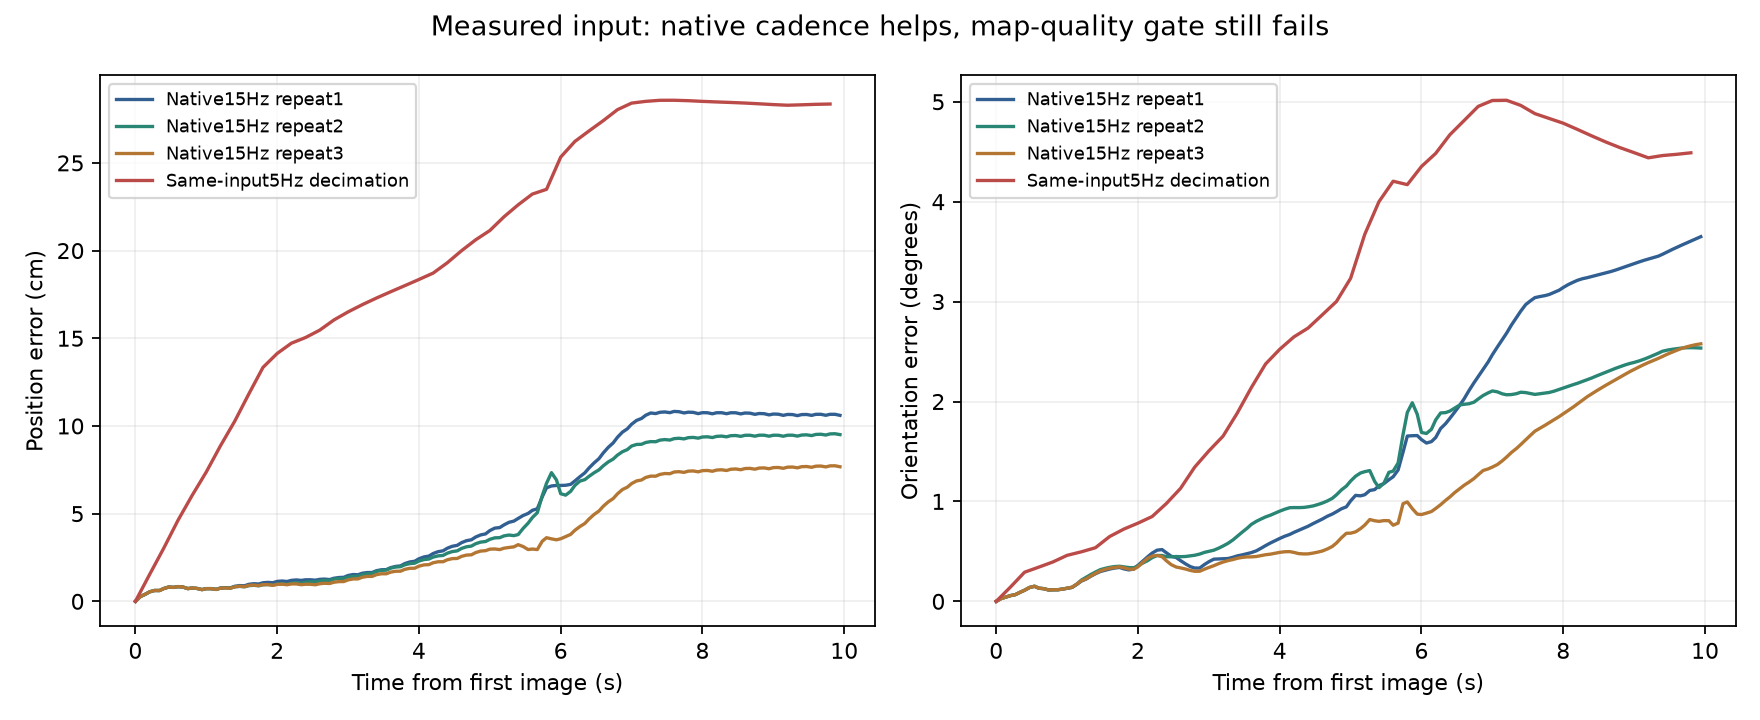 Measured input: native cadence helps, map-quality gate still fails
Native15Hz repeat1
Native15Hz repeat2
Native15Hz repeat3
Same-input5Hz decimation
25
20
15
10
5
0
Position error (cm)
0 2 4 6 8 10
Time from first image (s)
Native15Hz repeat1
Native15Hz repeat2
Native15Hz repeat3
Same-input5Hz decimation
5
4
3
2
1
0
Orientation error (degrees)
0 2 4 6 8 10
Time from first image (s)